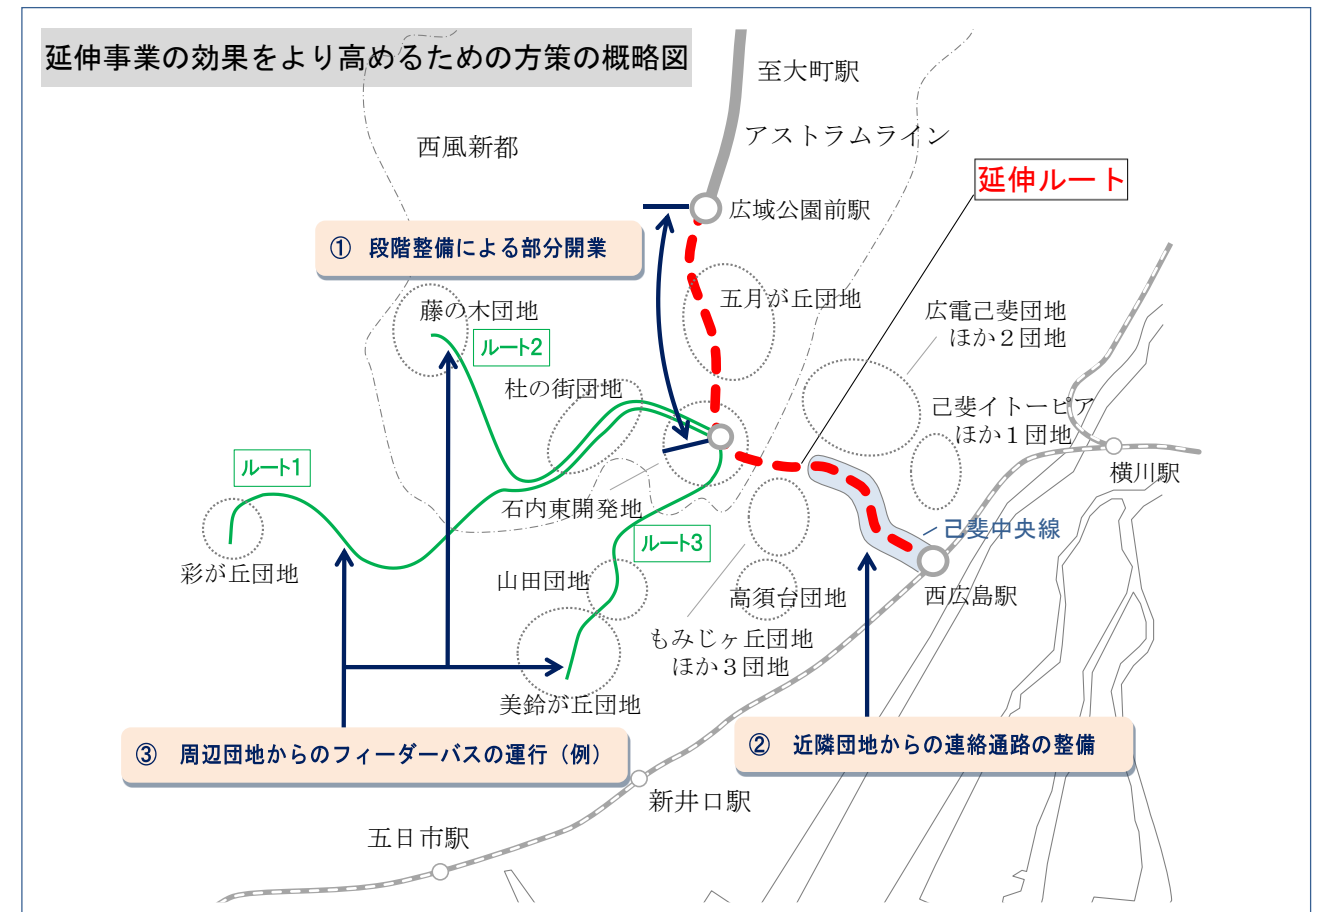 延伸事業の効果をより高めるための方策の概略図
至大町駅
アストラムライン
西風新都
延伸ルート
広域公園前駅
① 段階整備による部分開業
五月が丘団地
藤の木団地
広電己斐団地
ほか２団地
ルート2
杜の街団地
己斐イトーピア
ほか１団地
横川駅
ルート1
石内東開発地
己斐中央線
ルート3
彩が丘団地
山田団地
高須台団地
西広島駅
もみじヶ丘団地
ほか３団地
美鈴が丘団地
③ 周辺団地からのフィーダーバスの運行（例）
② 近隣団地からの連絡通路の整備
新井口駅
五日市駅